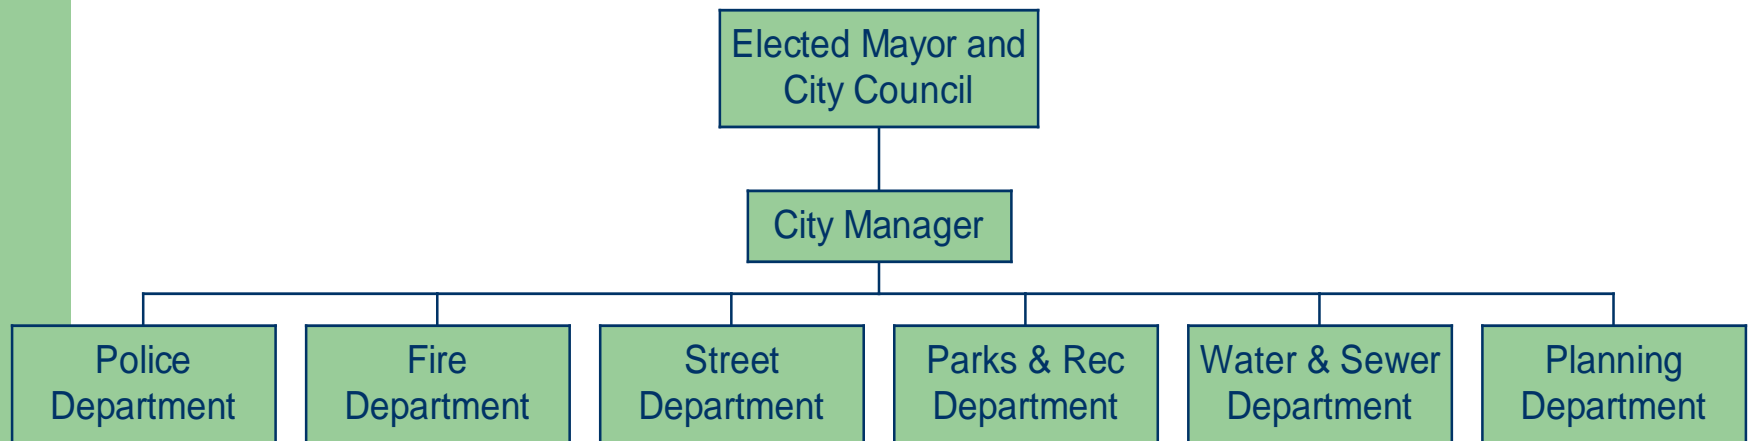 Elected Mayor and
City Council
City Manager
Police
Department
Fire
Department
Street
Department
Parks & Rec
Department
Water & Sewer
Department
Planning
Department